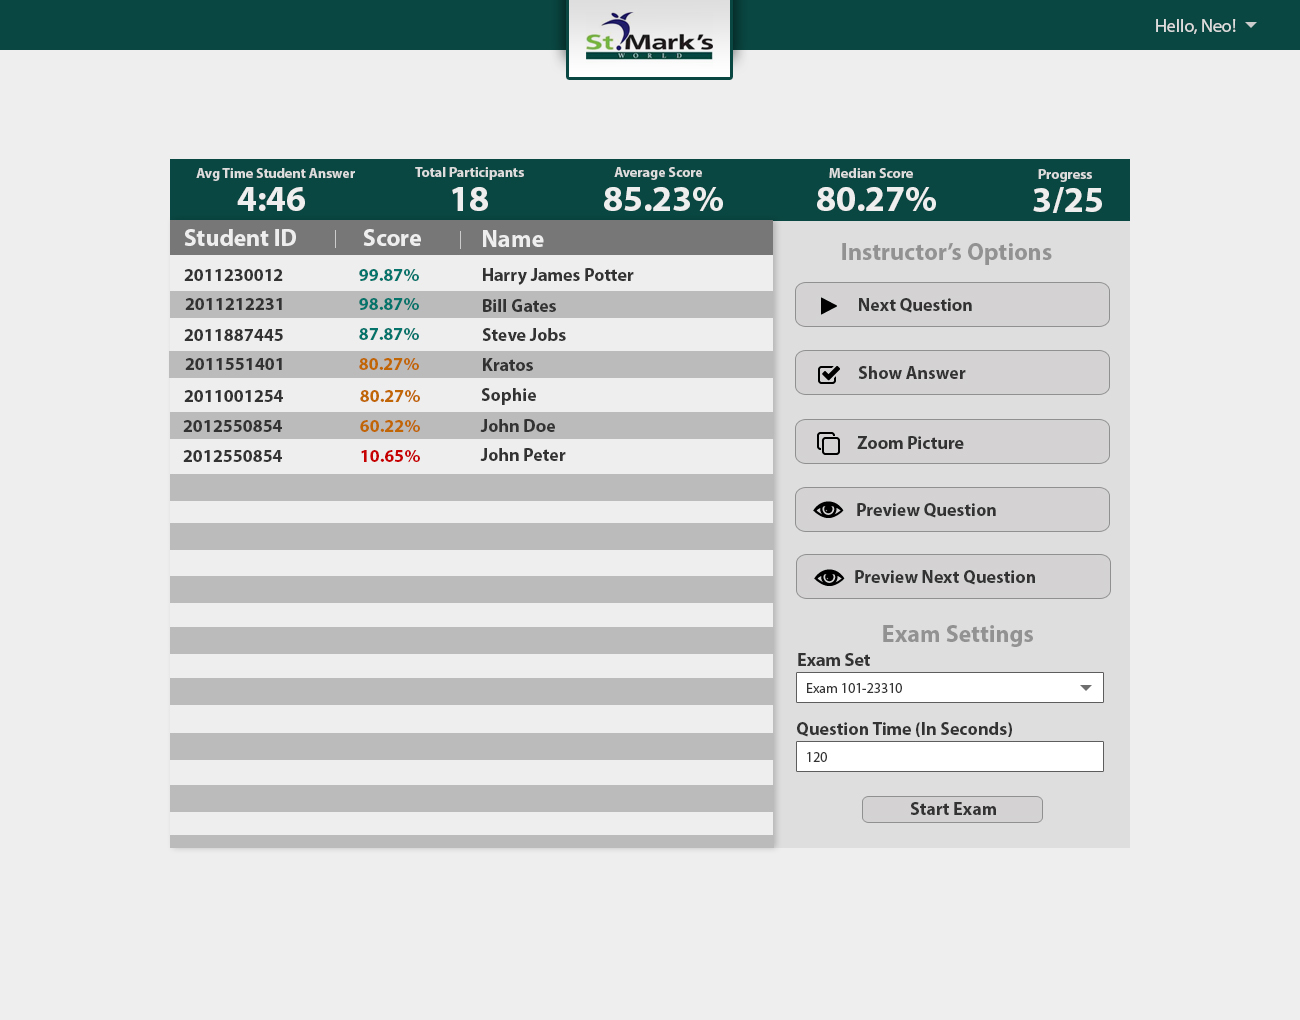 Hello, Neo!
St. Mark's
WORLD
Avg Time Student Answer
4:46
Total Participants
18
Average Score
85.23%
Median Score
80.27%
Progress
3/25
Student ID | Score | Name
2011230012 99.87% Harry James Potter
2011212231 98.87% Bill Gates
2011887445 87.87% Steve Jobs
2011551401 80.27% Kratos
2011001254 80.27% Sophie
2012550854 60.22% John Doe
2012550854 10.65% John Peter
Instructor's Options
Next Question
Show Answer
Zoom Picture
Preview Question
Preview Next Question
Exam Settings
Exam Set
Exam 101-23310
Question Time (In Seconds)
120
Start Exam